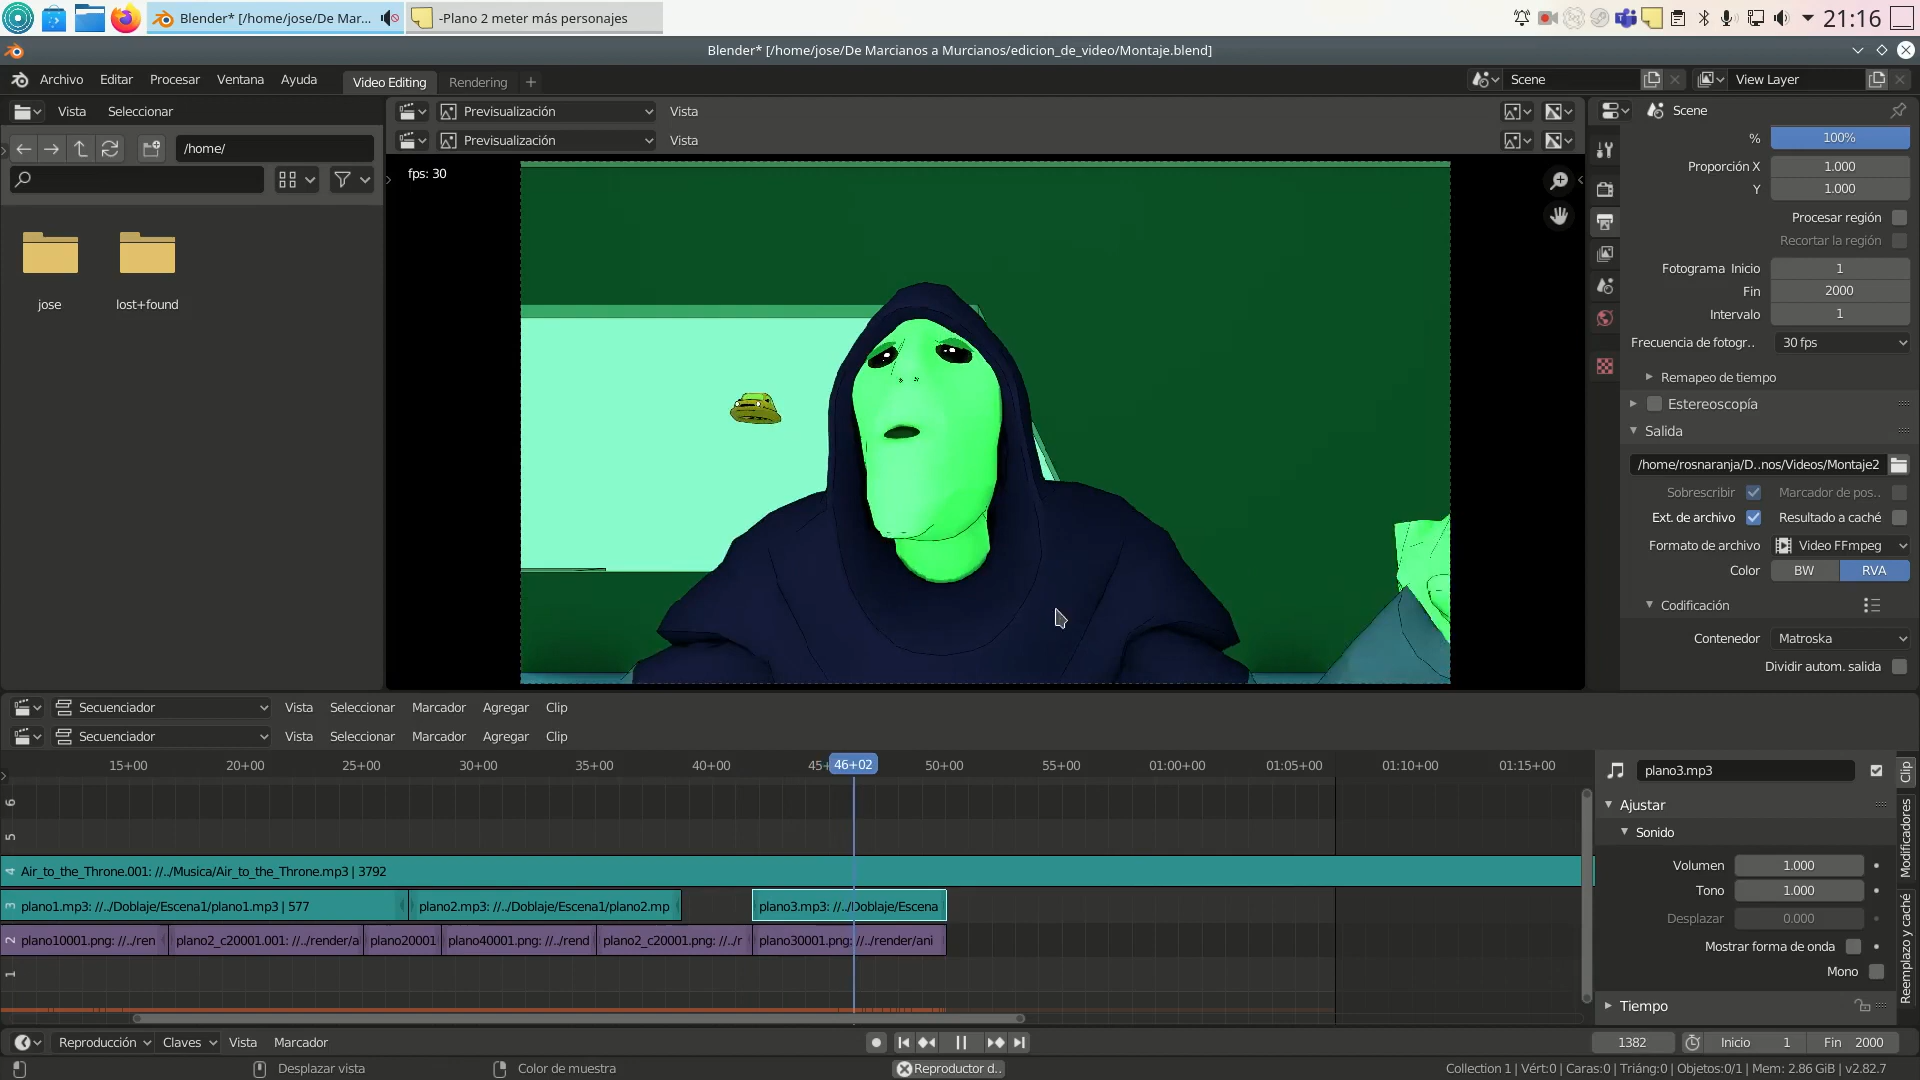 Blender* [/home/jose/De Mar...
-Plano 2 meter más personajes
21:16
Blender* [/home/jose/De Marcianos a Murcianos/edicion_de_video/Montaje.blend]
Archivo Editar Procesar Ventana Ayuda Video Editing Rendering + Scene View Layer
Vista Seleccionar
Previsualización Vista
Scene
Previsualización Vista
/home/
fps: 30
jose
lost+found
% 100%
Proporción X 1.000
Y 1.000
Procesar región
Recortar la región
Fotograma Inicio 1
Fin 2000
Intervalo 1
Frecuencia de fotogr.. 30 fps
Remapeo de tiempo
Estereoscopía
Salida
/home/rosnaranja/D..nos/Videos/Montaje2
Sobrescribir Marcador de pos..
Ext. de archivo Resultado a caché
Formato de archivo Video FFmpeg
Color BW RVA
Codificación
Contenedor Matroska
Dividir autom. salida
Secuenciador Vista Seleccionar Marcador Agregar Clip
Secuenciador Vista Seleccionar Marcador Agregar Clip
15+00 20+00 25+00 30+00 35+00 40+00 45+ 46+02 50+00 55+00 01:00+00 01:05+00 01:10+00 01:15+00
6
5
4 Air_to_the_Throne.001: //../Musica/Air_to_the_Throne.mp3 | 3792
3 plano1.mp3: //../Doblaje/Escena1/plano1.mp3 | 577 plano2.mp3: //../Doblaje/Escena1/plano2.mp plano3.mp3: //../Doblaje/Escena
2 plano10001.png: //../ren plano2_c20001.001: //../render/a plano20001 plano40001.png: //../rend plano2_c20001.png: //../r plano30001.png: //../render/ani
1
plano3.mp3
Ajustar
Sonido
Volumen 1.000
Tono 1.000
Desplazar 0.000
Mostrar forma de onda
Mono
Tiempo
Clip
Modificadores
Reemplazo y caché
Reproducción Claves Vista Marcador
1382 Inicio 1 Fin 2000
Desplazar vista Color de muestra Reproductor d.. Collection 1 | Vért:0 | Caras:0 | Triáng:0 | Objetos:0/1 | Mem: 2.86 GiB | v2.82.7